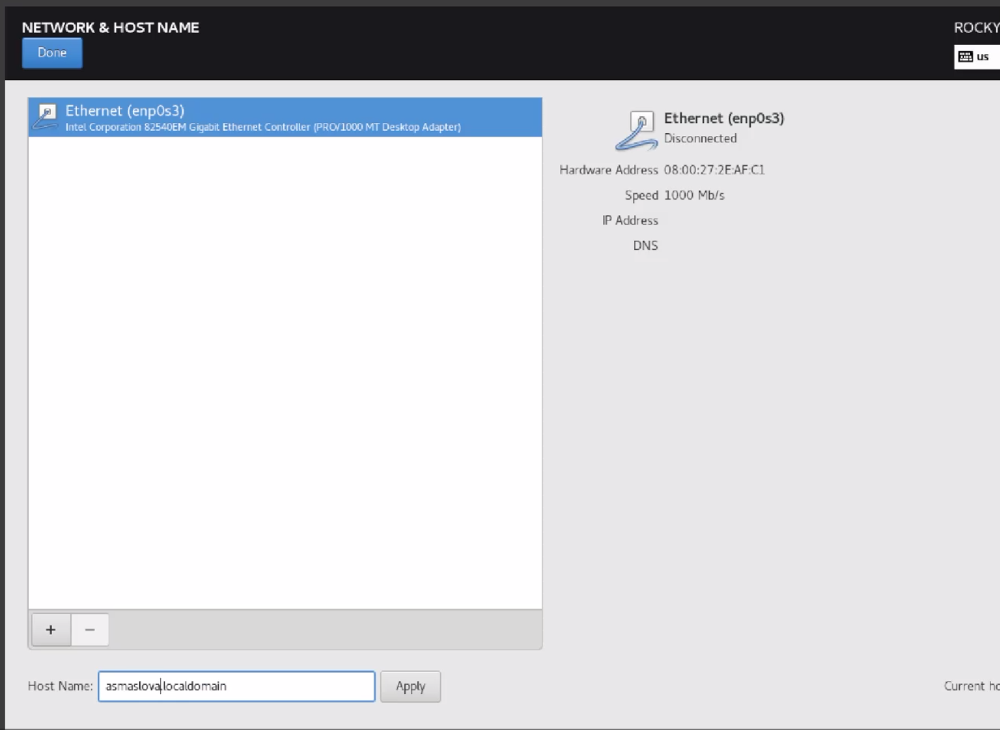 NETWORK & HOST NAME
ROCKY
Done
us
Ethernet (enp0s3)
Intel Corporation 82540EM Gigabit Ethernet Controller (PRO/1000 MT Desktop Adapter)
Ethernet (enp0s3)
Disconnected
Hardware Address 08:00:27:2E:AF:C1
Speed 1000 Mb/s
IP Address
DNS
+ −
Host Name: asmaslova.localdomain Apply
Current ho